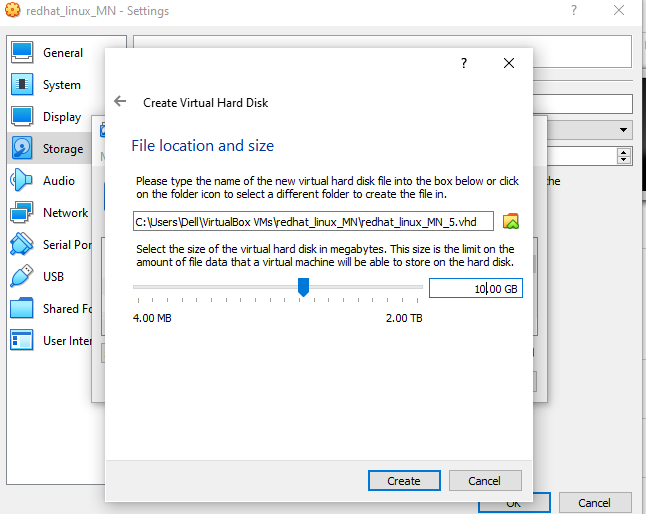 redhat_linux_MN - Settings
?
General
System
Display
Storage
Audio
Network
Serial Por
USB
Shared Fo
User Inter
?
Create Virtual Hard Disk
File location and size
Please type the name of the new virtual hard disk file into the box below or click
on the folder icon to select a different folder to create the file in.
C:\Users\Dell\VirtualBox VMs\redhat_linux_MN\redhat_linux_MN_5.vhd
Select the size of the virtual hard disk in megabytes. This size is the limit on the
amount of file data that a virtual machine will be able to store on the hard disk.
10.00 GB
4.00 MB
2.00 TB
Create
Cancel
the
OK
Cancel